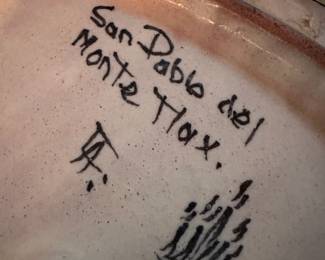 San Pablo del
Monte Tlax.